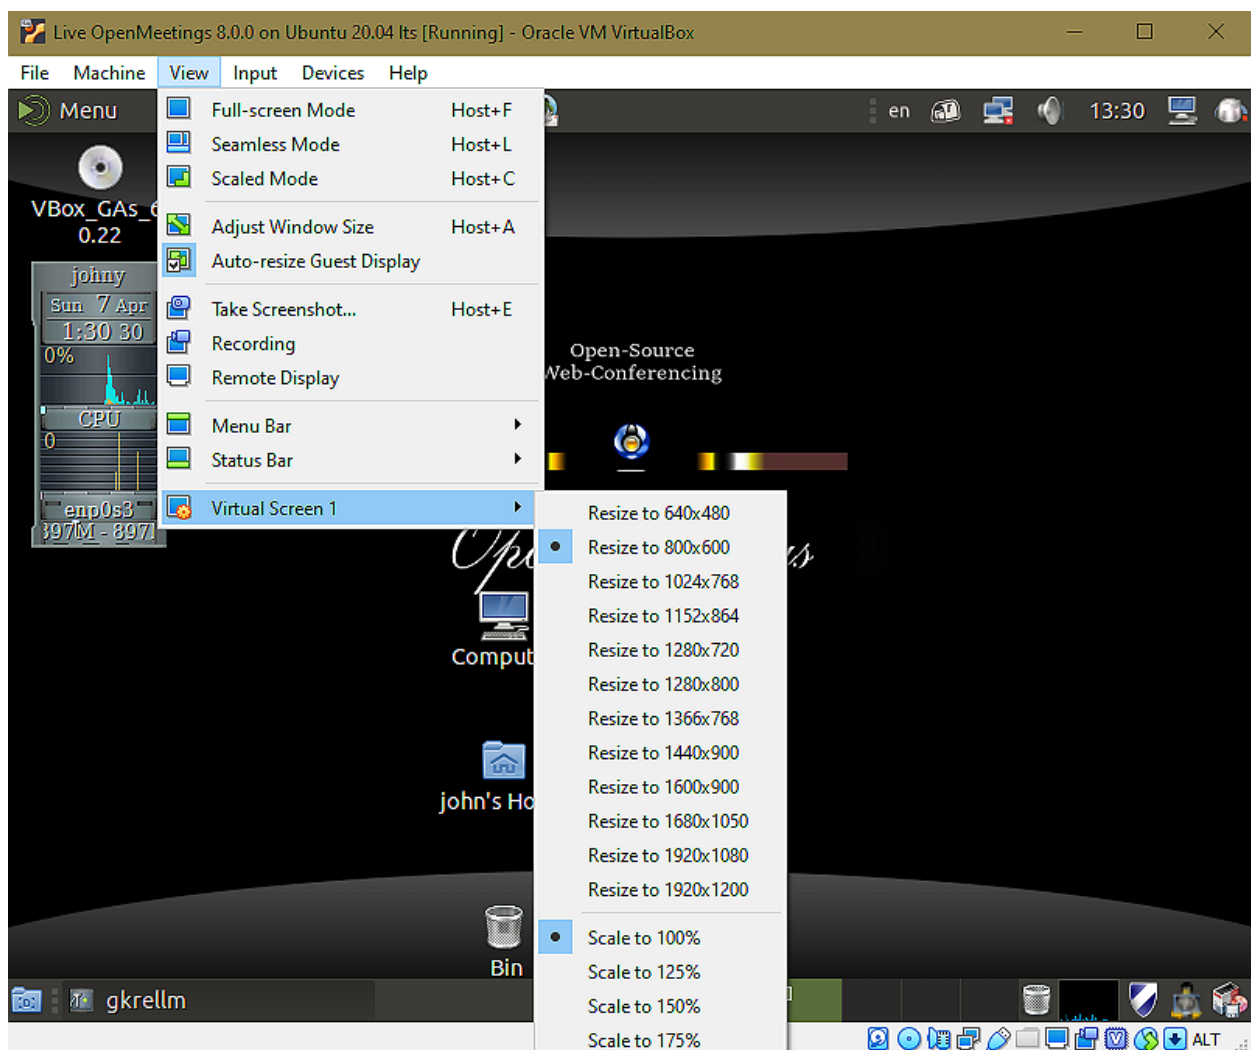 Live OpenMeetings 8.0.0 on Ubuntu 20.04 lts [Running] - Oracle VM VirtualBox
File Machine View Input Devices Help
Menu
en 13:30
Full-screen Mode Host+F
Seamless Mode Host+L
Scaled Mode Host+C
Adjust Window Size Host+A
Auto-resize Guest Display
Take Screenshot... Host+E
Recording
Remote Display
Menu Bar
Status Bar
Virtual Screen 1
Resize to 640x480
Resize to 800x600
Resize to 1024x768
Resize to 1152x864
Resize to 1280x720
Resize to 1280x800
Resize to 1366x768
Resize to 1440x900
Resize to 1600x900
Resize to 1680x1050
Resize to 1920x1080
Resize to 1920x1200
Scale to 100%
Scale to 125%
Scale to 150%
Scale to 175%
VBox_GAs_6
0.22
johny
Sun 7 Apr
1:30 30
0%
CPU
0
enp0s3
897M - 897
Open-Source
Web-Conferencing
Comput
john's Ho
Bin
gkrellm
ALT